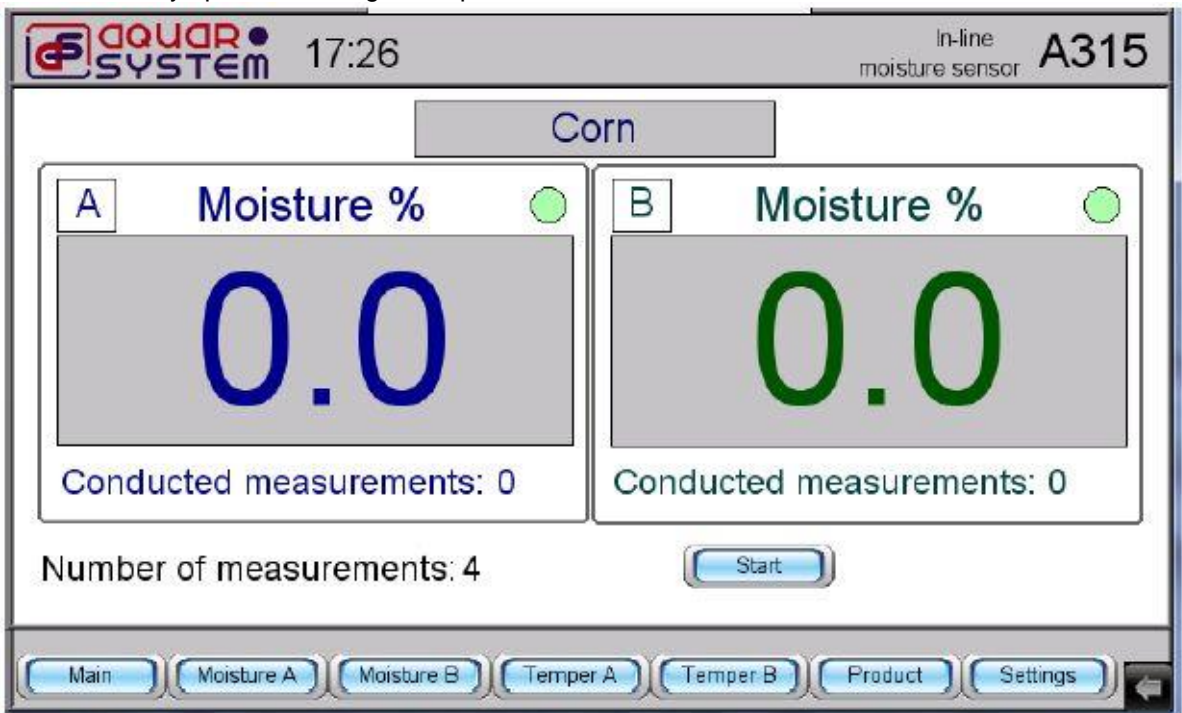 aquar system 17:26 In-line moisture sensor A315
Corn
A Moisture %
0.0
Conducted measurements: 0
B Moisture %
0.0
Conducted measurements: 0
Number of measurements: 4 Start
Main Moisture A Moisture B Temper A Temper B Product Settings